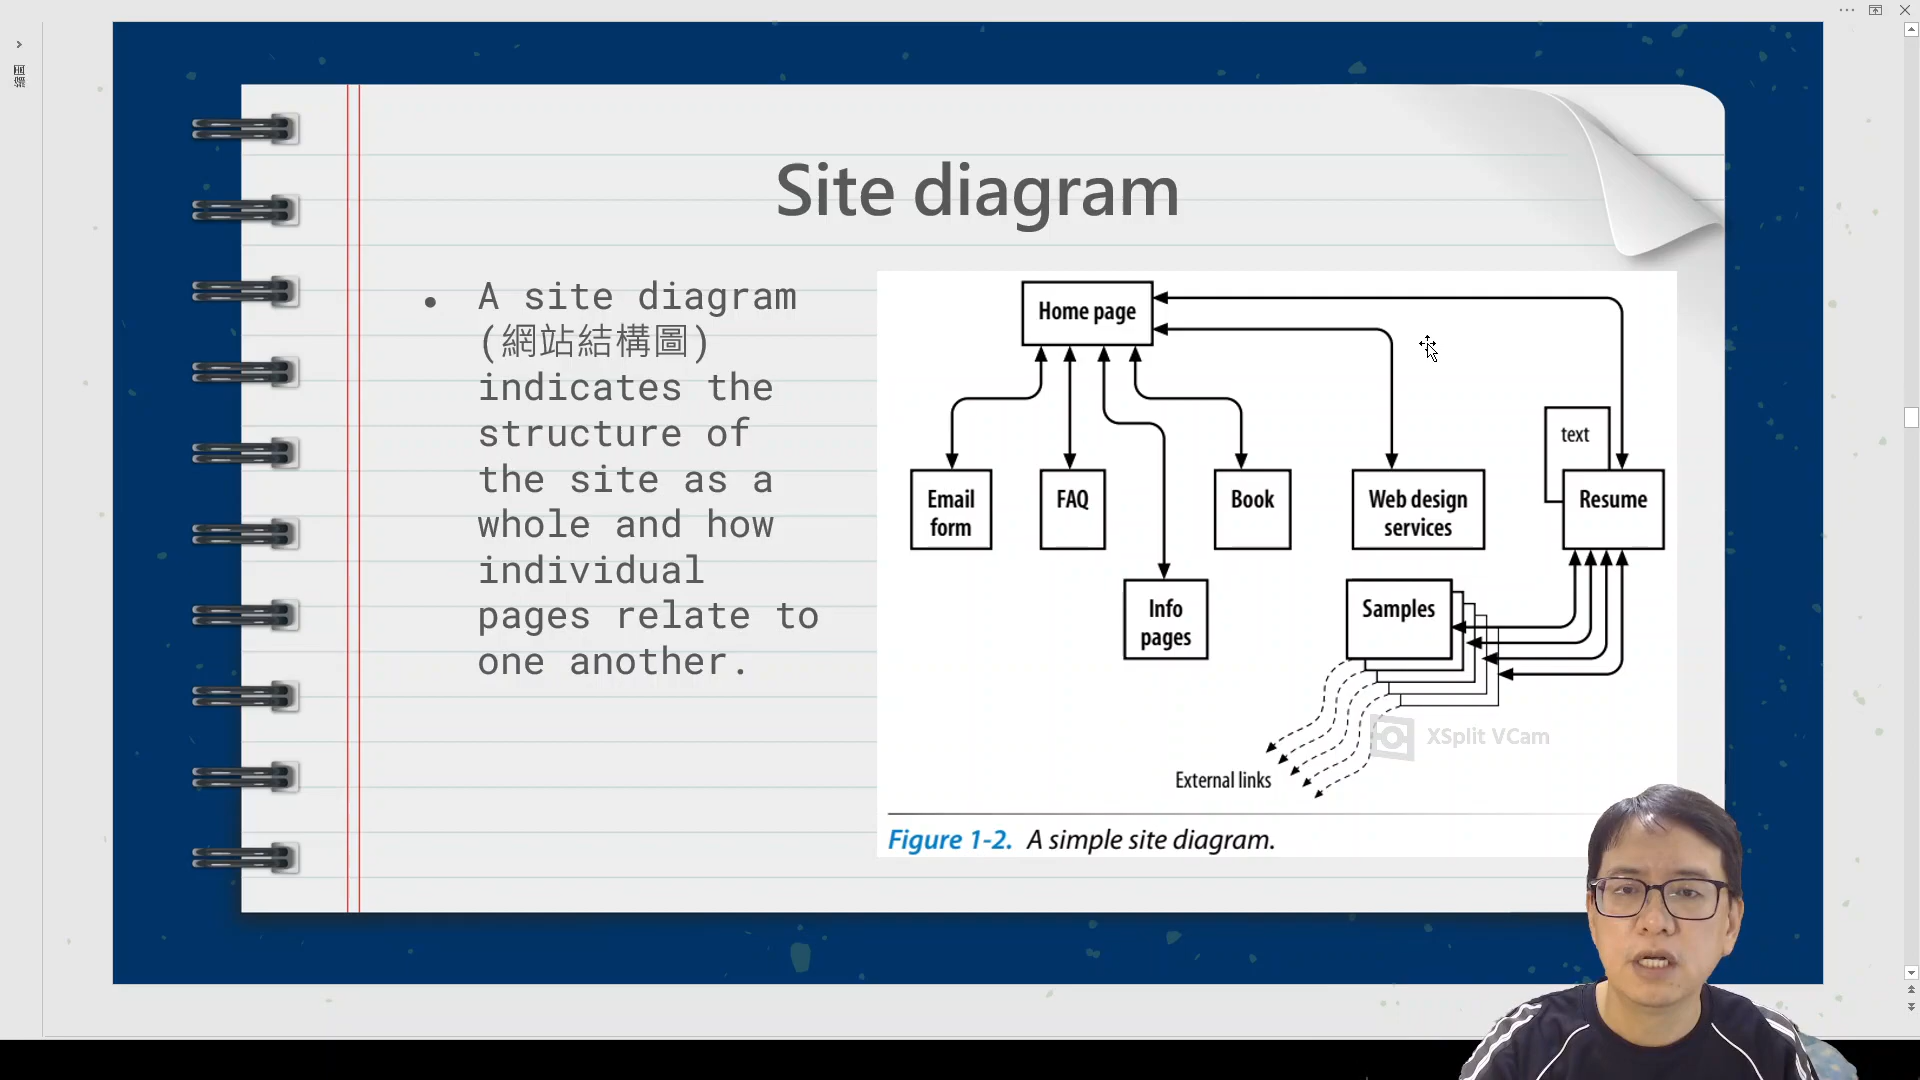 Site diagram
• A site diagram
(網站結構圖)
indicates the
structure of
the site as a
whole and how
individual
pages relate to
one another.
Home page
text
Email
form
FAQ
Book
Web design
services
Resume
Info
pages
Samples
XSplit VCam
External links
Figure 1-2. A simple site diagram.